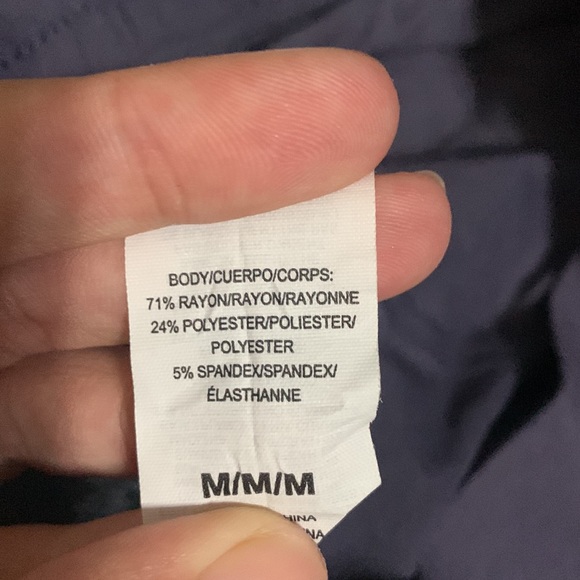 BODY/CUERPO/CORPS:
71% RAYON/RAYON/RAYONNE
24% POLYESTER/POLIESTER/
POLYESTER
5% SPANDEX/SPANDEX/
ÉLASTHANNE
M/M/M